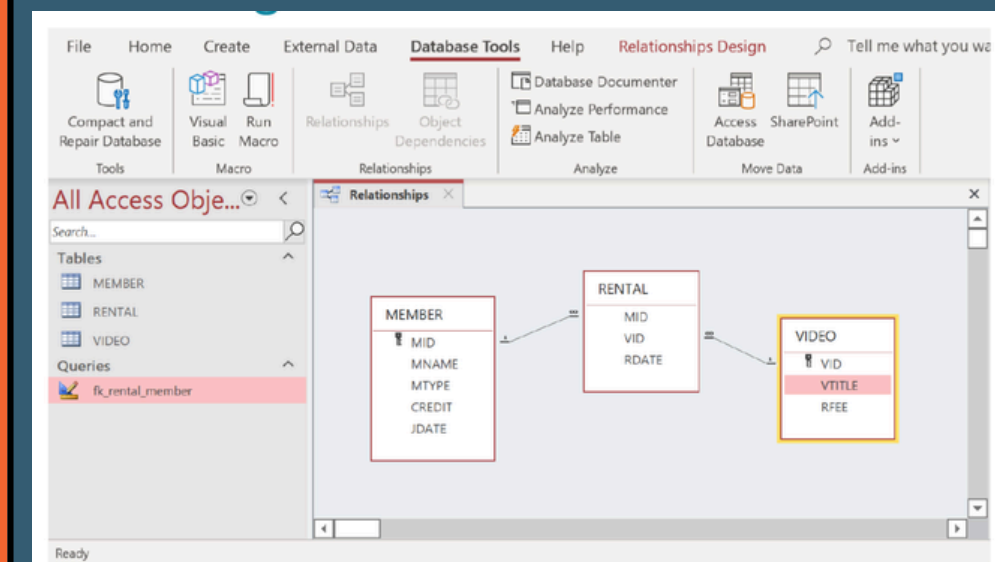 File Home Create External Data Database Tools Help Relationships Design Tell me what you wa
Compact and
Repair Database
Visual
Basic
Run
Macro
Relationships
Object
Dependencies
Database Documenter
Analyze Performance
Analyze Table
Access
Database
SharePoint
Add-
ins
Tools Macro Relationships Analyze Move Data Add-ins
All Access Obje...
Search...
Tables
MEMBER
RENTAL
VIDEO
Queries
fk_rental_member
Relationships
MEMBER
MID
MNAME
MTYPE
CREDIT
JDATE
RENTAL
MID
VID
RDATE
VIDEO
VID
VTITLE
RFEE
Ready